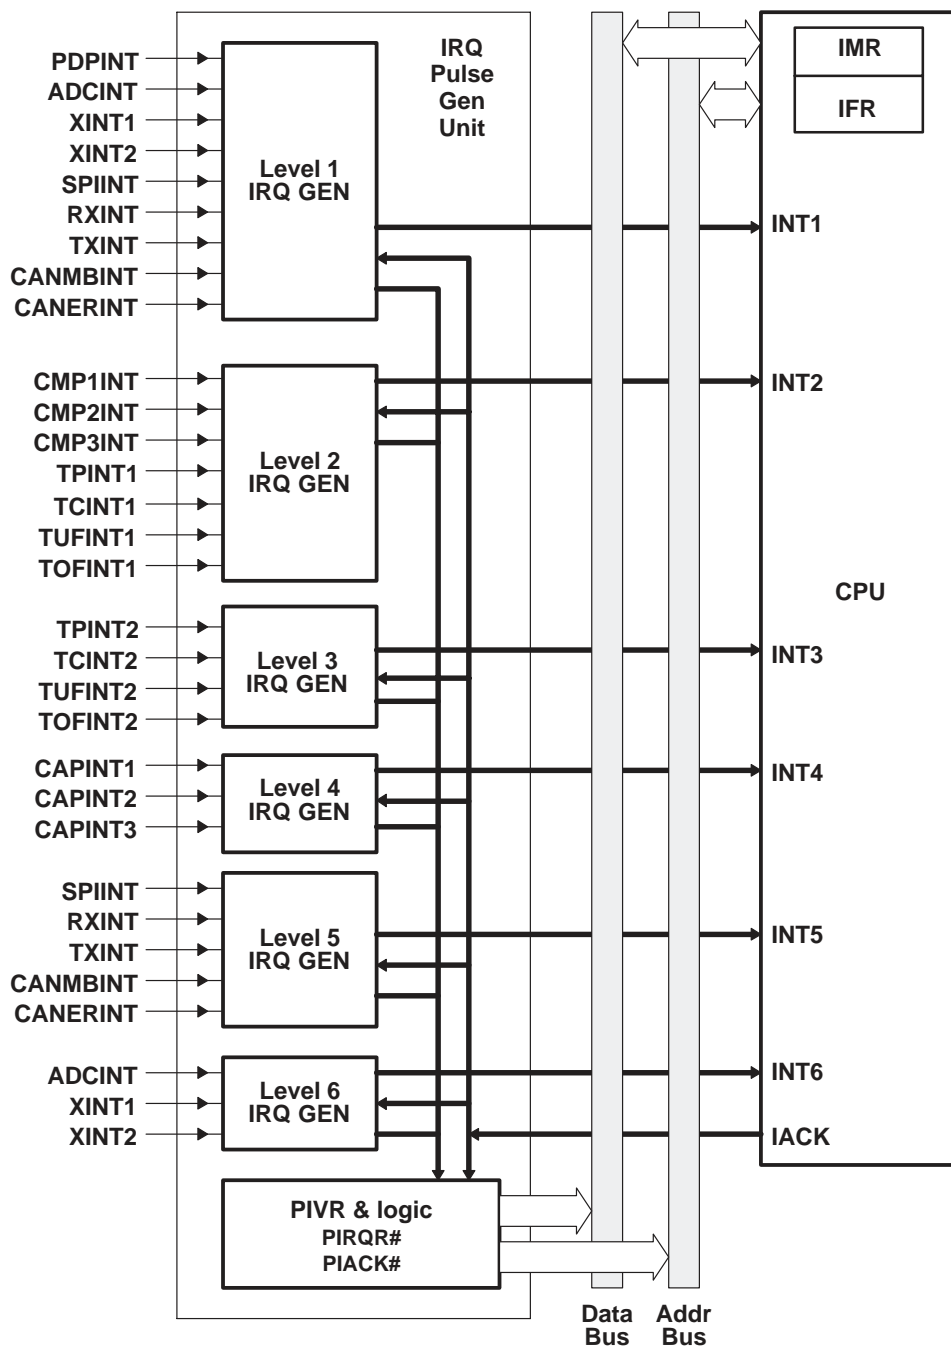 IRQ
Pulse
Gen
Unit
PDPINT
ADCINT
XINT1
XINT2
SPIINT
RXINT
TXINT
CANMBINT
CANERINT
Level 1
IRQ GEN
CMP1INT
CMP2INT
CMP3INT
TPINT1
TCINT1
TUFINT1
TOFINT1
Level 2
IRQ GEN
TPINT2
TCINT2
TUFINT2
TOFINT2
Level 3
IRQ GEN
CAPINT1
CAPINT2
CAPINT3
Level 4
IRQ GEN
SPIINT
RXINT
TXINT
CANMBINT
CANERINT
Level 5
IRQ GEN
ADCINT
XINT1
XINT2
Level 6
IRQ GEN
PIVR & logic
PIRQR#
PIACK#
Data
Bus
Addr
Bus
IMR
IFR
INT1
INT2
CPU
INT3
INT4
INT5
INT6
IACK